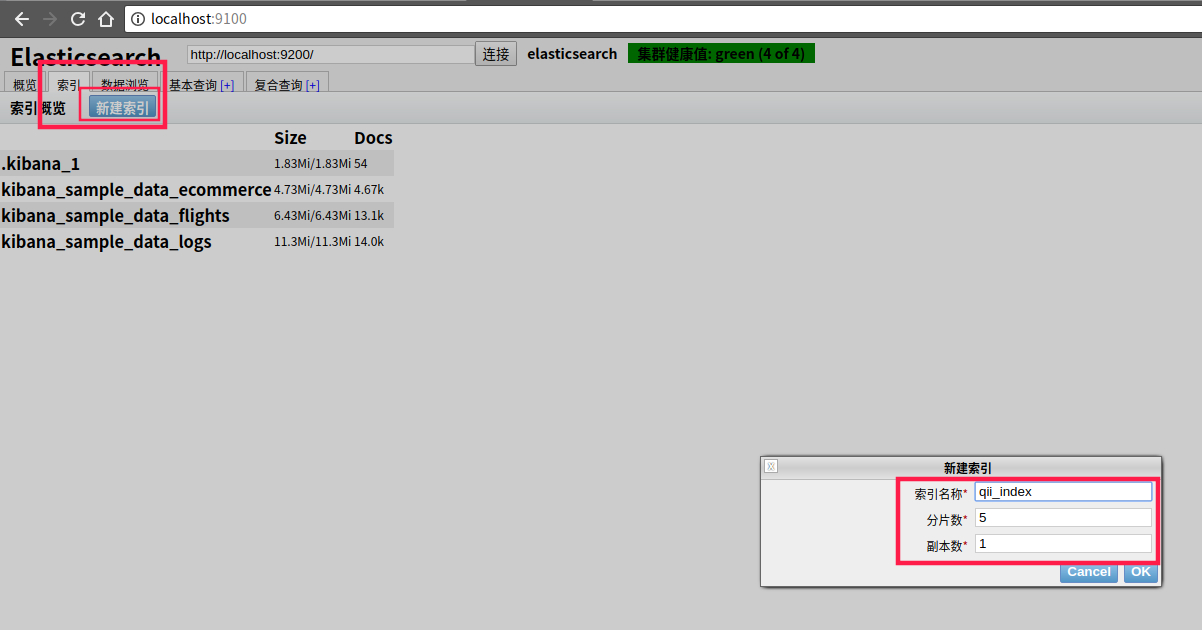 localhost:9100
Elasticsearch http://localhost:9200/ 连接 elasticsearch 集群健康值: green (4 of 4)
概览 索引 数据浏览 基本查询 [+] 复合查询 [+]
索引概览 新建索引
Size Docs
.kibana_1 1.83Mi/1.83Mi 54
kibana_sample_data_ecommerce 4.73Mi/4.73Mi 4.67k
kibana_sample_data_flights 6.43Mi/6.43Mi 13.1k
kibana_sample_data_logs 11.3Mi/11.3Mi 14.0k
新建索引
索引名称* qii_index
分片数* 5
副本数* 1
Cancel OK